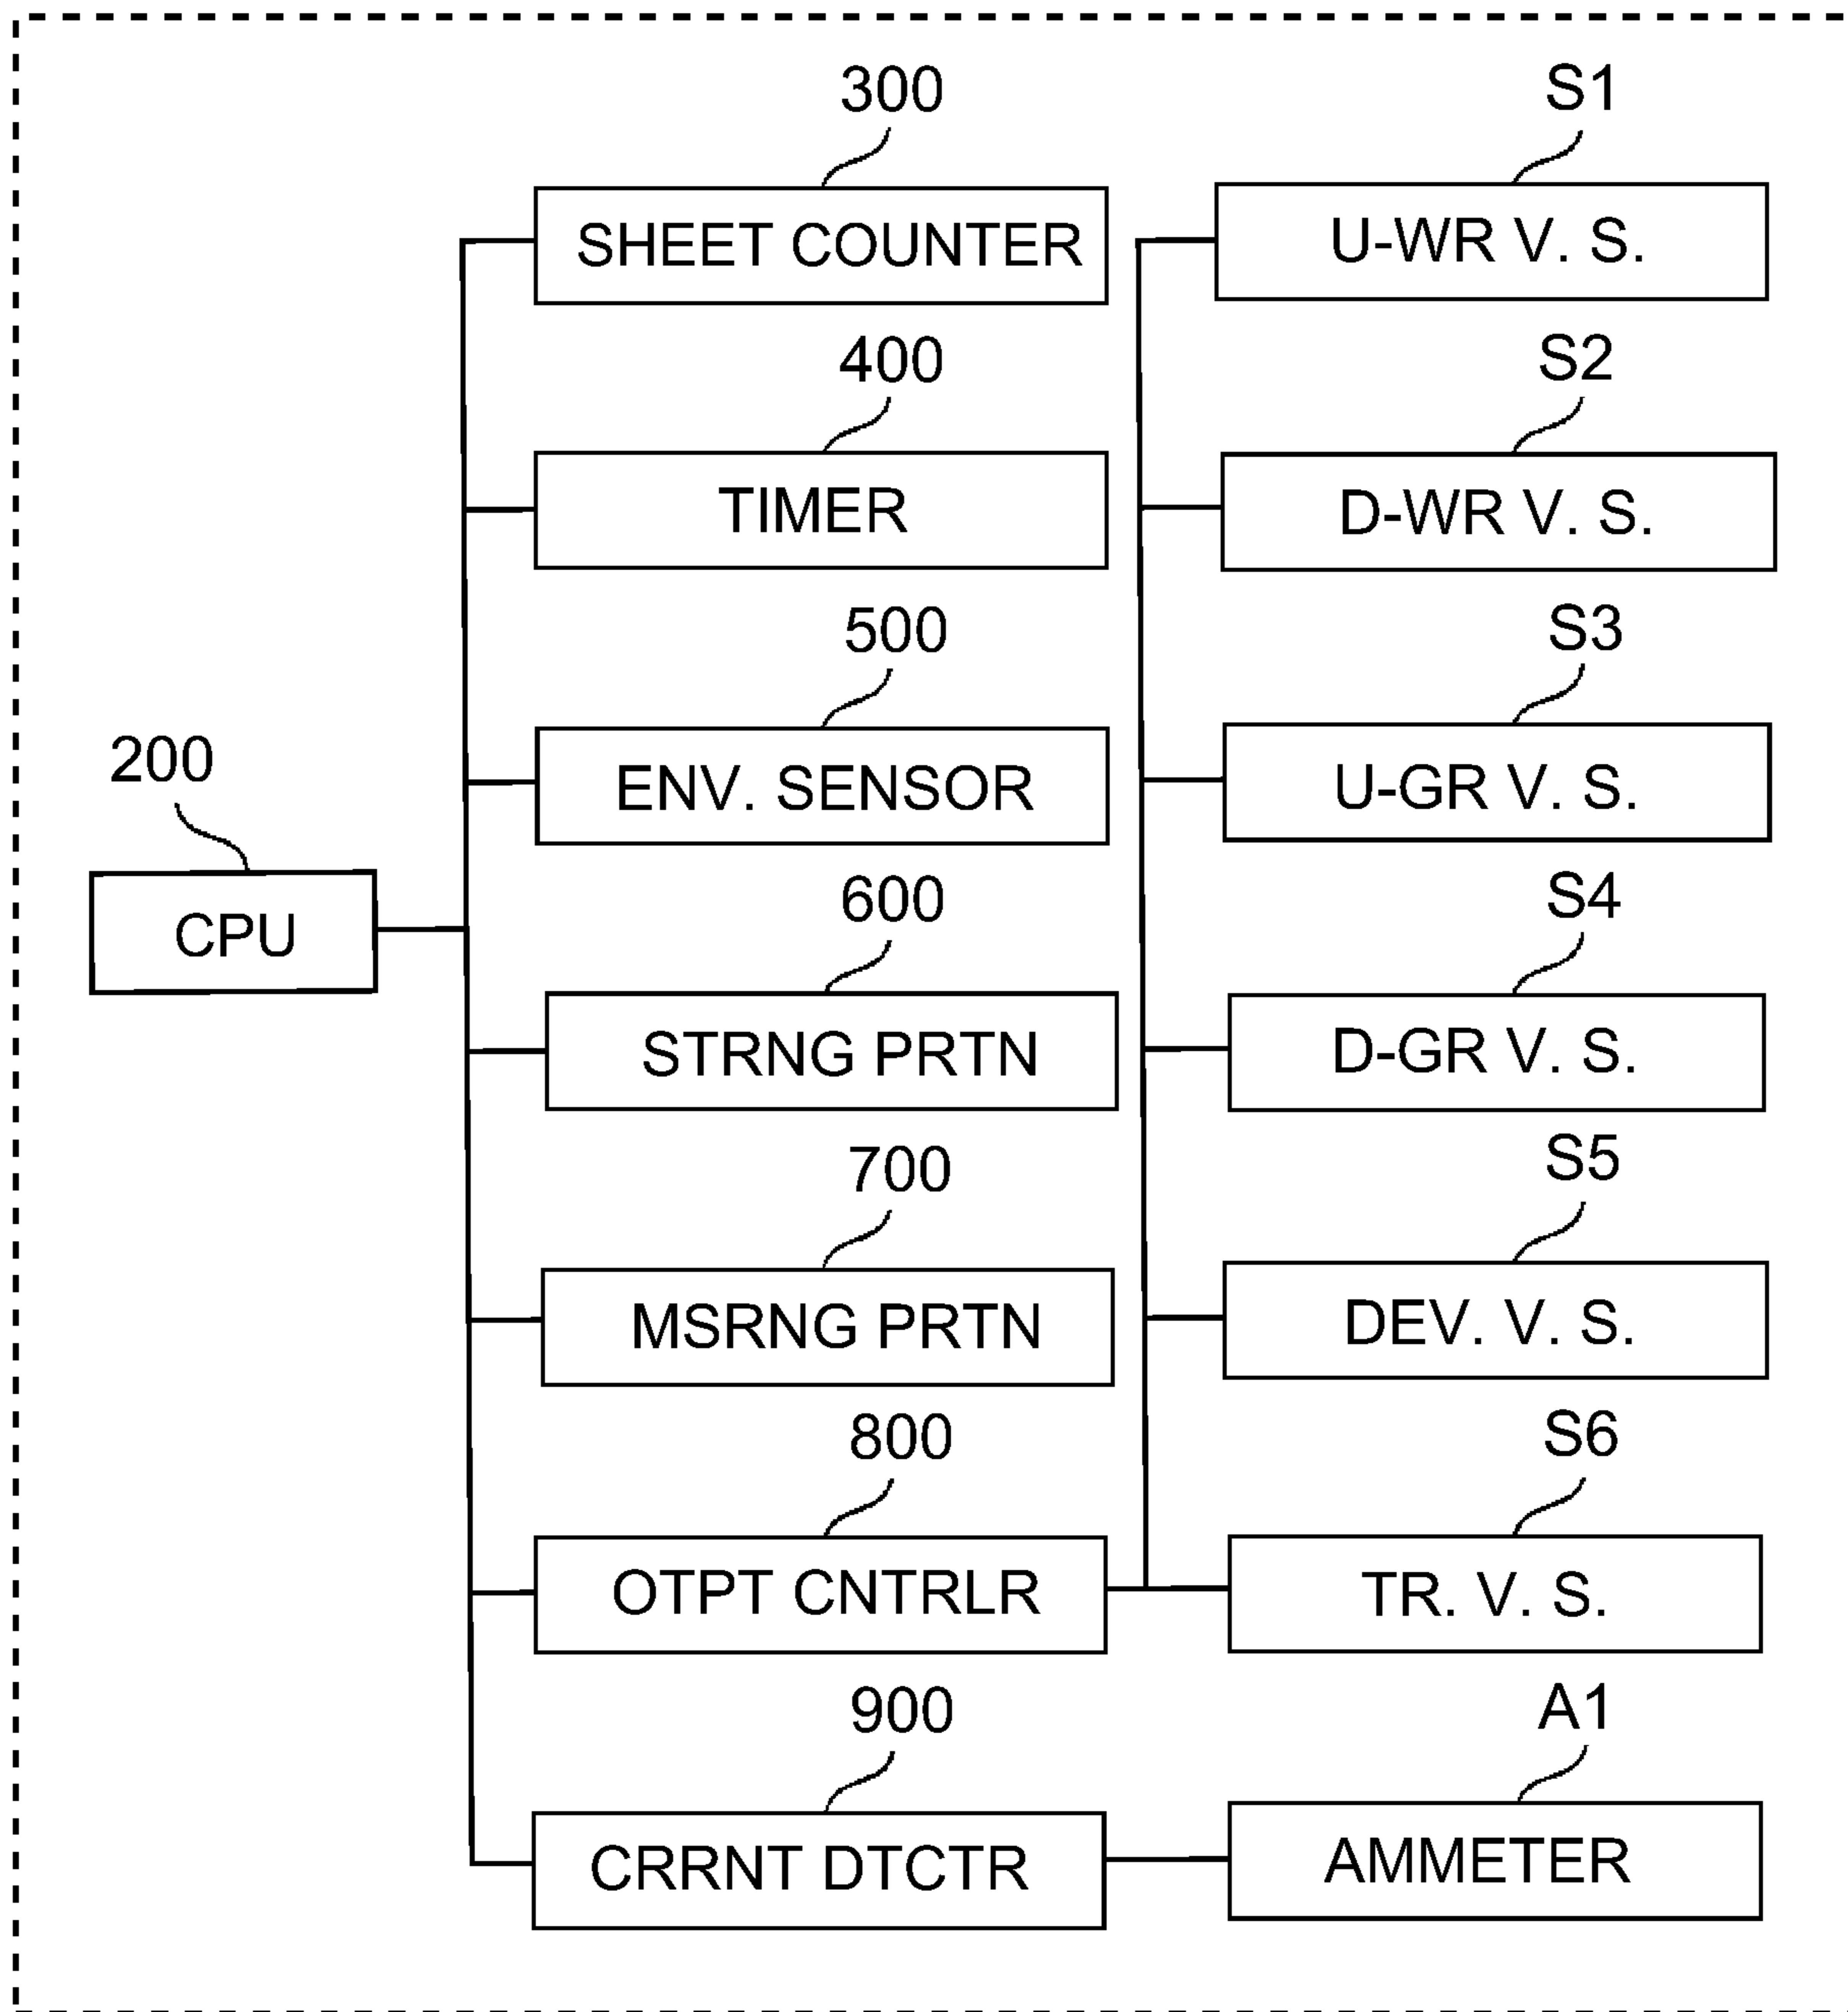 300
S1
SHEET COUNTER
U-WR V. S.
400
S2
TIMER
D-WR V. S.
500
S3
200
ENV. SENSOR
U-GR V. S.
CPU
600
S4
STRNG PRTN
D-GR V. S.
700
S5
MSRNG PRTN
DEV. V. S.
800
S6
OTPT CNTRLR
TR. V. S.
900
A1
CRRNT DTCTR
AMMETER